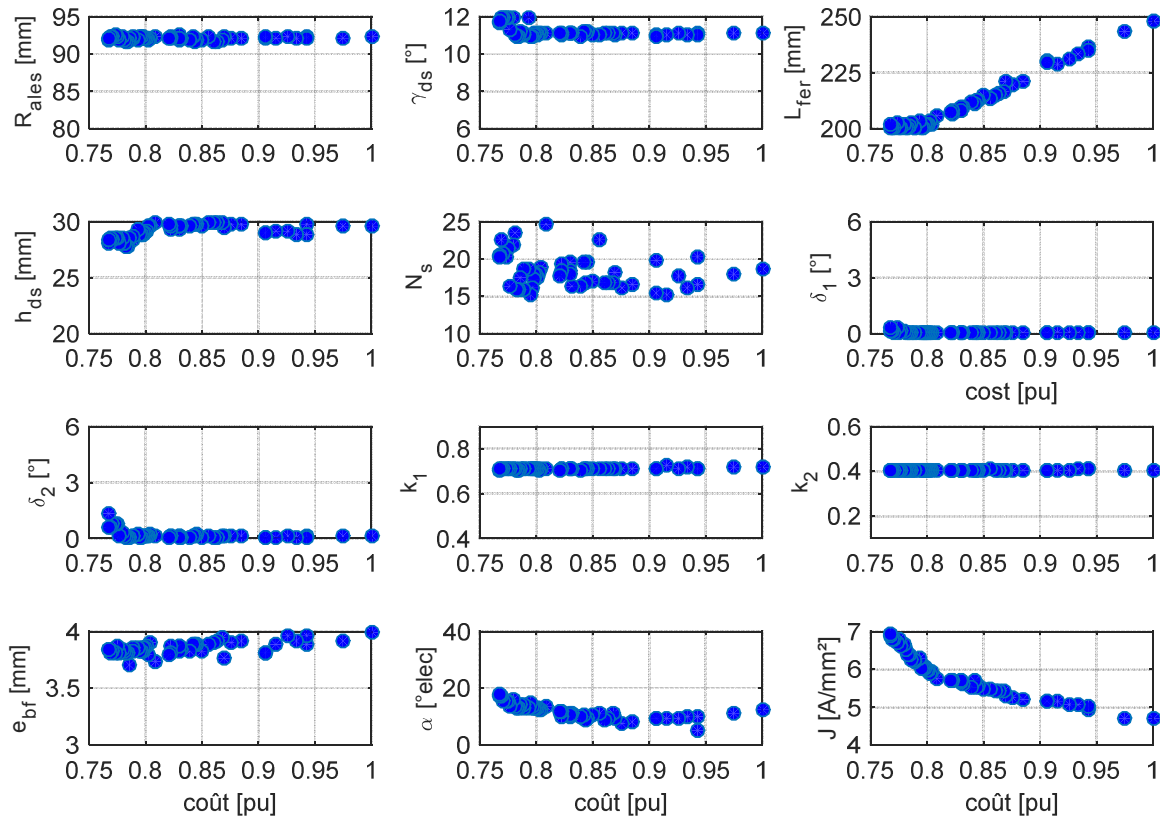 R_ales [mm]
95
90
85
80
0.75 0.8 0.85 0.9 0.95 1
γ_ds [°]
12
10
8
6
0.75 0.8 0.85 0.9 0.95 1
L_fer [mm]
250
225
200
0.75 0.8 0.85 0.9 0.95 1
h_ds [mm]
30
25
20
0.75 0.8 0.85 0.9 0.95 1
N_s
25
20
15
10
0.75 0.8 0.85 0.9 0.95 1
δ_1 [°]
6
3
0
0.75 0.8 0.85 0.9 0.95 1
cost [pu]
δ_2 [°]
6
3
0
0.75 0.8 0.85 0.9 0.95 1
k_1
0.8
0.6
0.4
0.75 0.8 0.85 0.9 0.95 1
k_2
0.6
0.4
0.2
0.75 0.8 0.85 0.9 0.95 1
e_bf [mm]
4
3.5
3
0.75 0.8 0.85 0.9 0.95 1
coût [pu]
α [°elec]
40
20
0
0.75 0.8 0.85 0.9 0.95 1
coût [pu]
J [A/mm²]
7
6
5
4
0.75 0.8 0.85 0.9 0.95 1
coût [pu]